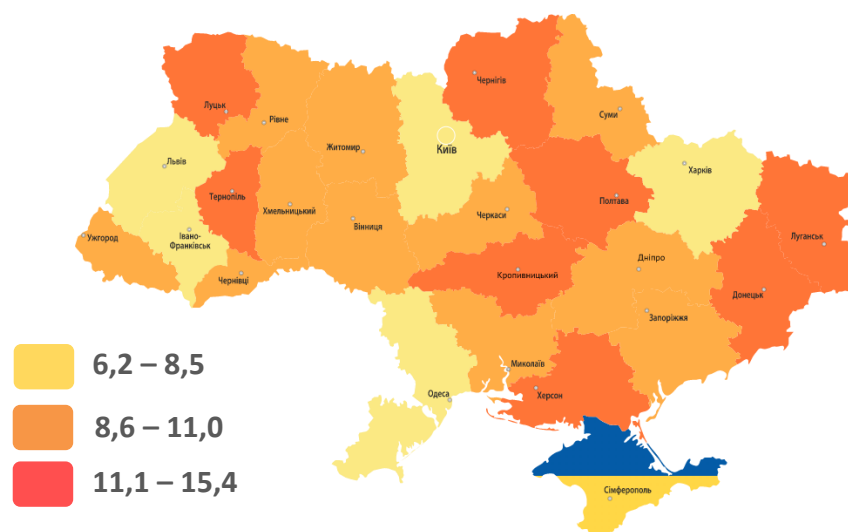 Чернігів
Луцьк
Рівне
Суми
Житомир
Київ
Львів
Харків
Тернопіль
Хмельницький
Вінниця
Черкаси
Полтава
Ужгород
Івано-
Франківськ
Луганськ
Чернівці
Кропивницький
Дніпро
Донецьк
Запоріжжя
Миколаїв
Одеса
Херсон
Сімферополь
6,2 – 8,5
8,6 – 11,0
11,1 – 15,4